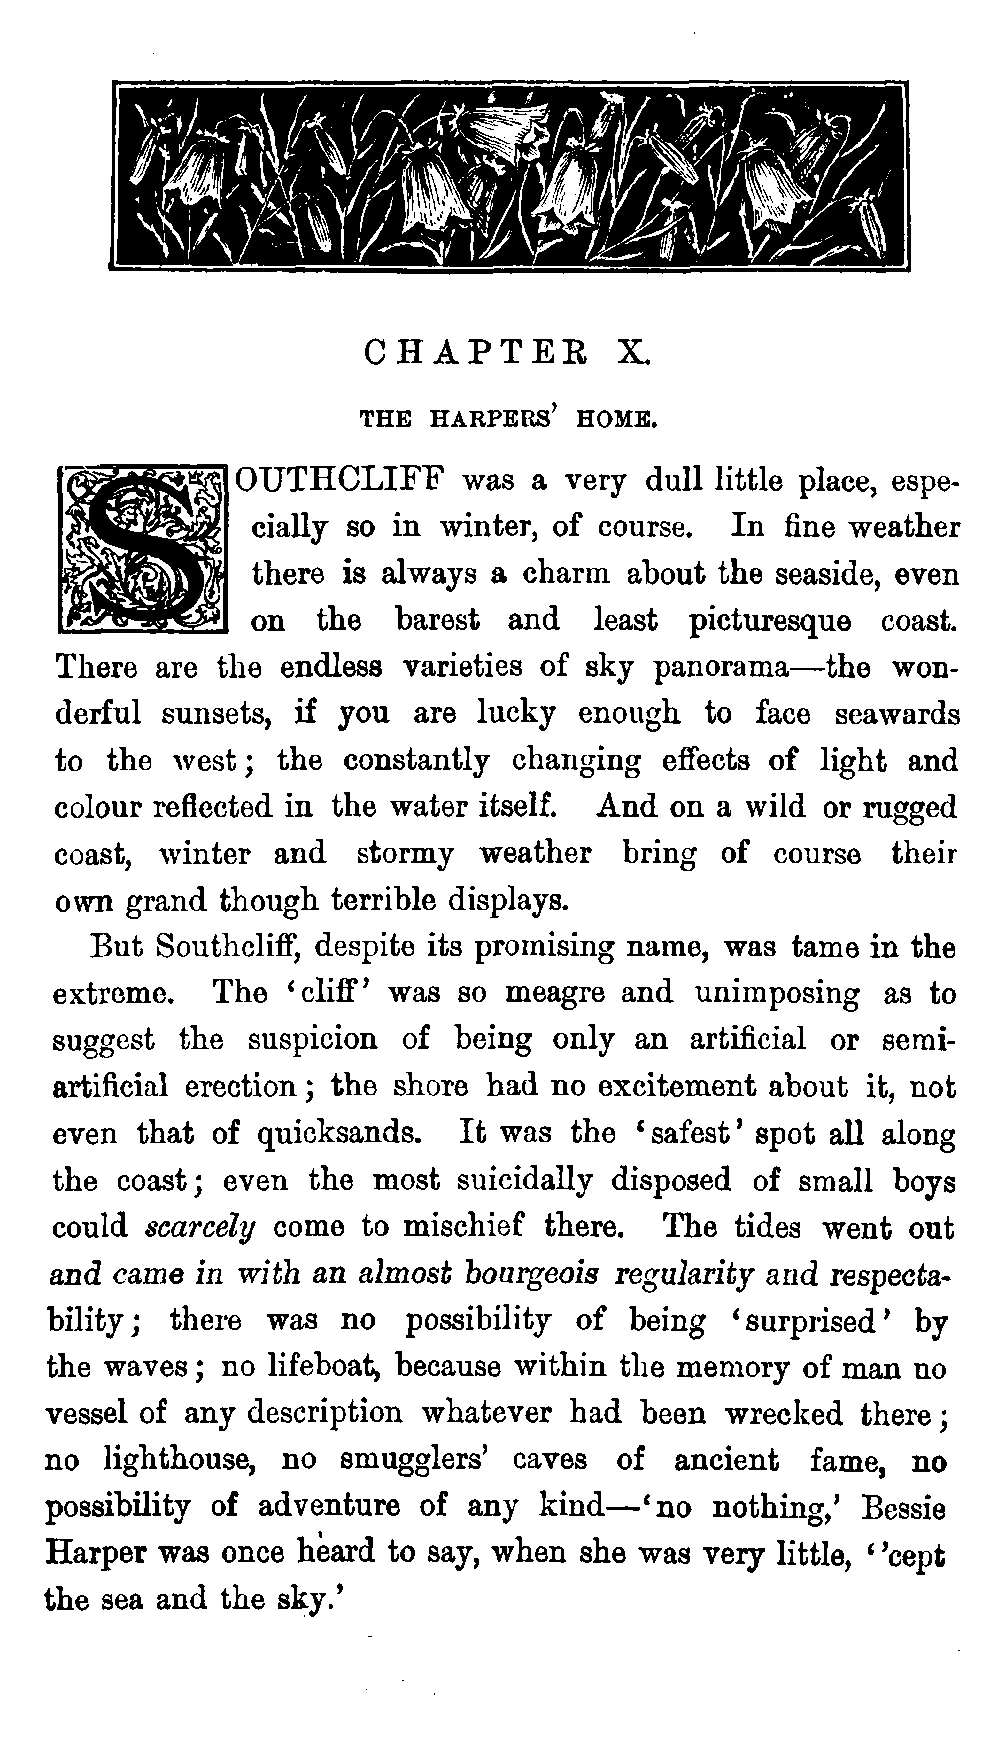 CHAPTER X.
THE HARPERS' HOME.
SOUTHCLIFF was a very dull little place, espe-
cially so in winter, of course. In fine weather
there is always a charm about the seaside, even
on the barest and least picturesque coast.
There are the endless varieties of sky panorama—the won-
derful sunsets, if you are lucky enough to face seawards
to the west; the constantly changing effects of light and
colour reflected in the water itself. And on a wild or rugged
coast, winter and stormy weather bring of course their
own grand though terrible displays.
But Southcliff, despite its promising name, was tame in the
extreme. The ‘cliff’ was so meagre and unimposing as to
suggest the suspicion of being only an artificial or semi-
artificial erection; the shore had no excitement about it, not
even that of quicksands. It was the ‘safest’ spot all along
the coast; even the most suicidally disposed of small boys
could scarcely come to mischief there. The tides went out
and came in with an almost bourgeois regularity and respecta-
bility; there was no possibility of being ‘surprised’ by
the waves; no lifeboat, because within the memory of man no
vessel of any description whatever had been wrecked there;
no lighthouse, no smugglers’ caves of ancient fame, no
possibility of adventure of any kind—‘no nothing,’ Bessie
Harper was once heard to say, when she was very little, ‘’cept
the sea and the sky.’